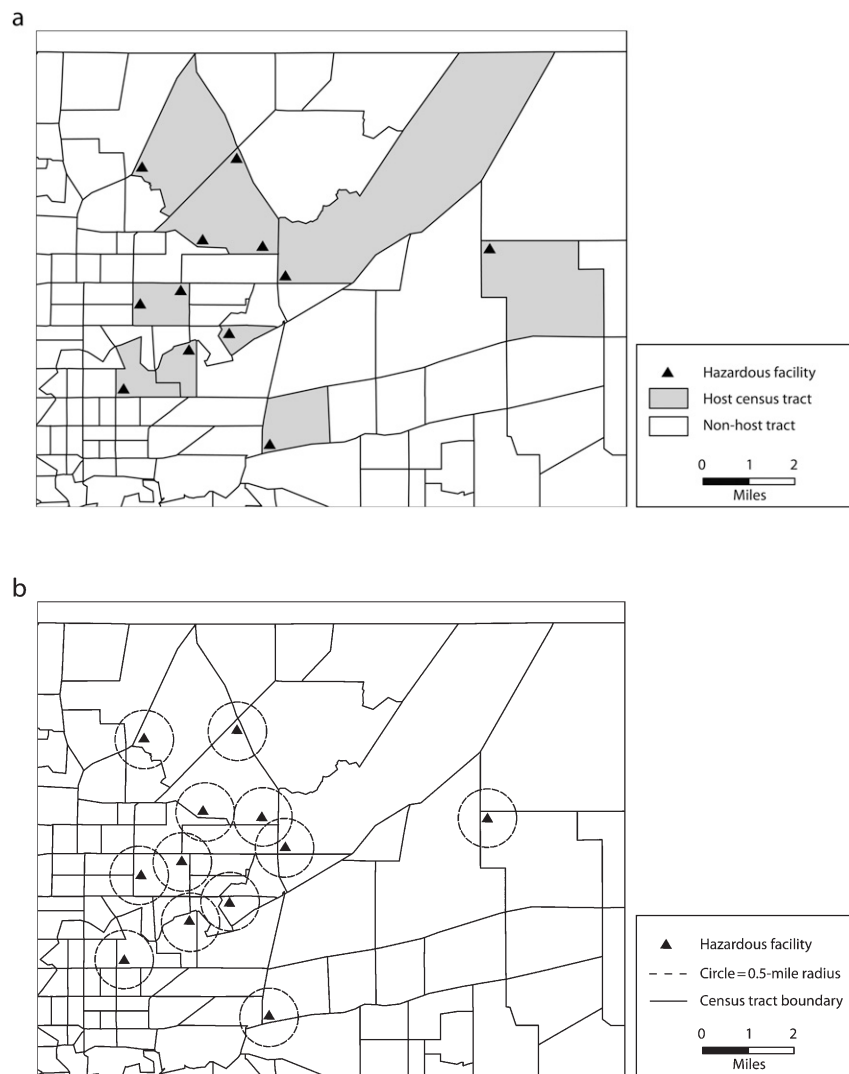 a
Hazardous facility
Host census tract
Non-host tract
0 1 2
Miles
b
Hazardous facility
Circle=0.5-mile radius
Census tract boundary
0 1 2
Miles